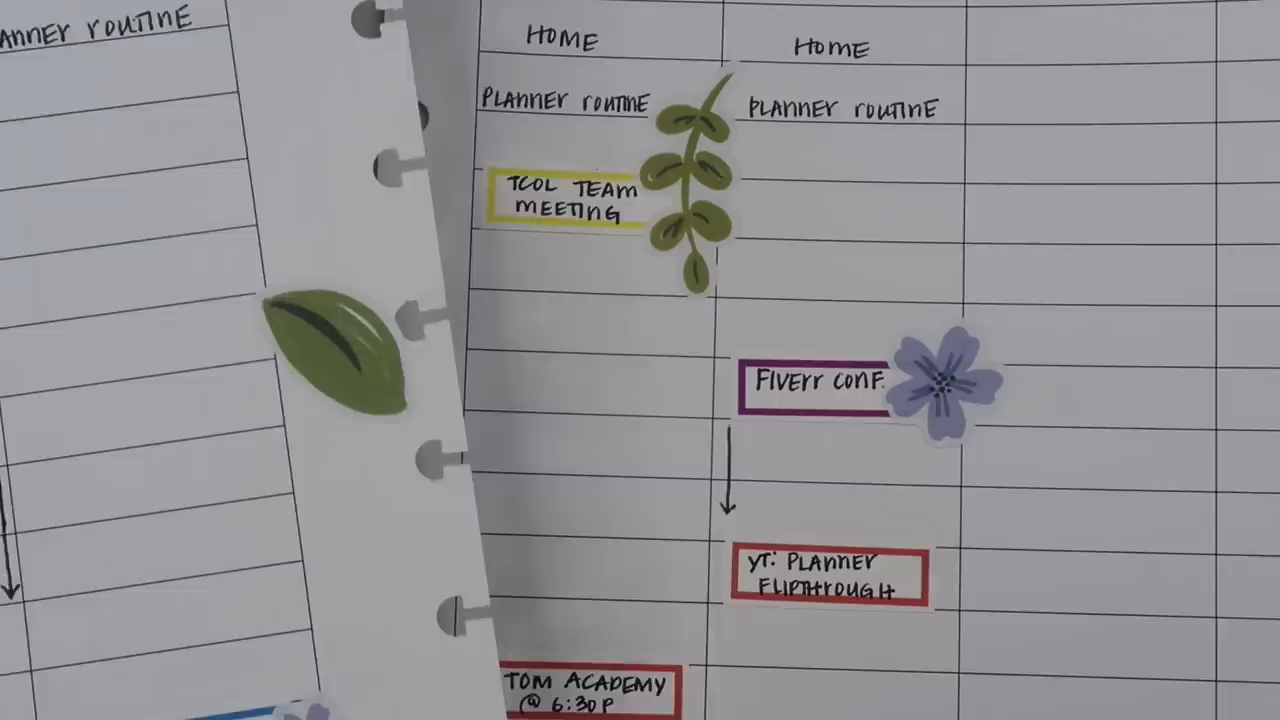 PLANNER ROUTINE
HOME
PLANNER ROUTINE
TCOL TEAM
MEETING
TOM ACADEMY
@ 6:30P
HOME
PLANNER ROUTINE
FIVERR CONF.
YT: PLANNER
FLIPTHROUGH